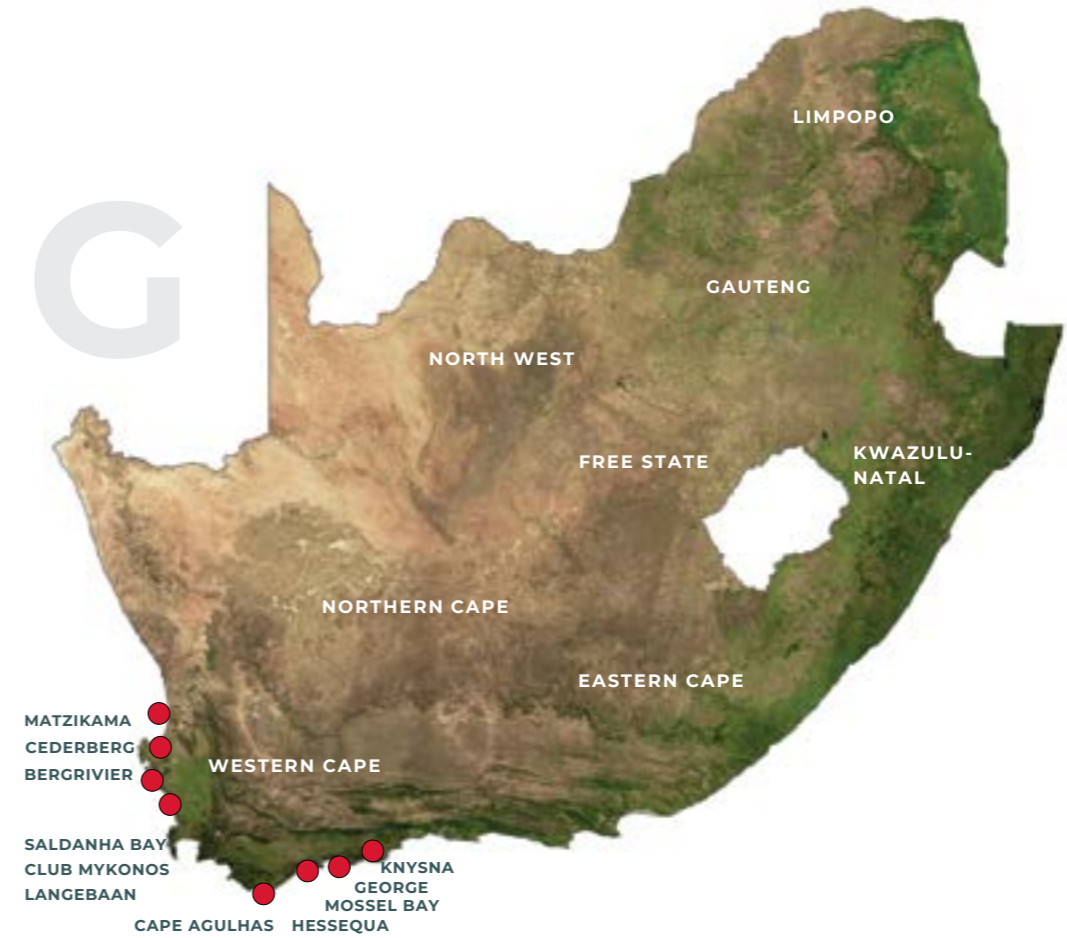 LIMPOPO
G
GAUTENG
NORTH WEST
FREE STATE
KWAZULU-
NATAL
NORTHERN CAPE
EASTERN CAPE
MATZIKAMA
CEDERBERG
BERGRIVIER
WESTERN CAPE
SALDANHA BAY
CLUB MYKONOS
LANGEBAAN
KNYSNA
GEORGE
MOSSEL BAY
CAPE AGULHAS
HESSEQUA